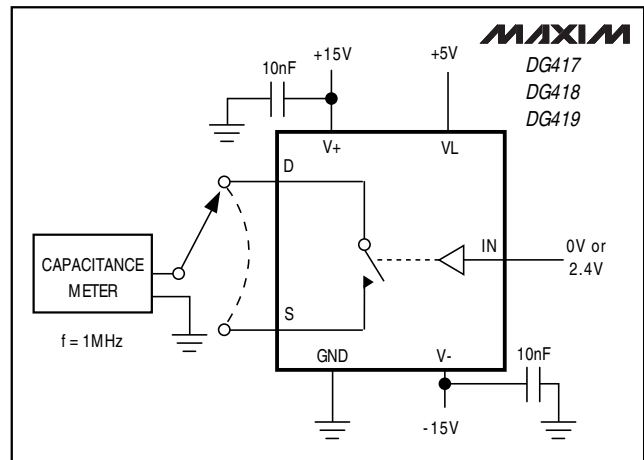 MAXIM
DG417
DG418
DG419
+15V
+5V
10nF
V+
VL
D
IN
0V or
2.4V
CAPACITANCE
METER
S
f = 1MHz
GND
V-
10nF
-15V